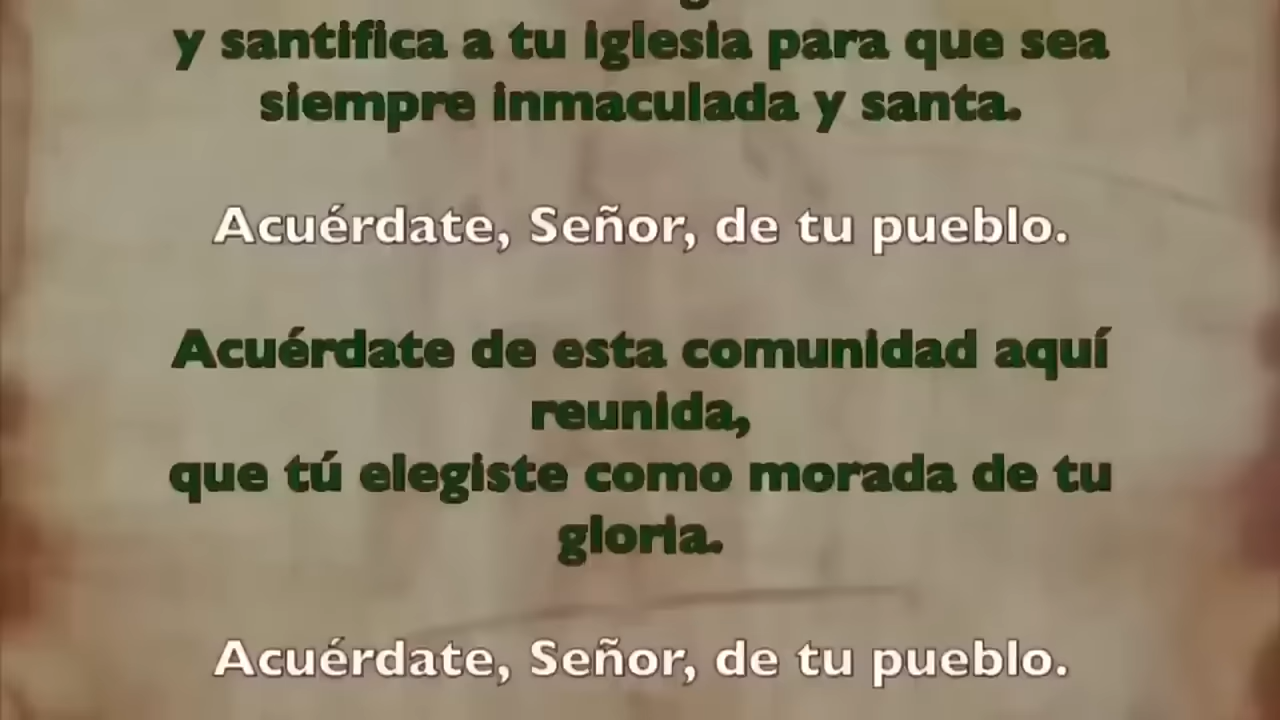 y santifica a tu iglesia para que sea
siempre inmaculada y santa.
Acuérdate, Señor, de tu pueblo.
Acuérdate de esta comunidad aquí
reunida,
que tú elegiste como morada de tu
gloria.
Acuérdate, Señor, de tu pueblo.